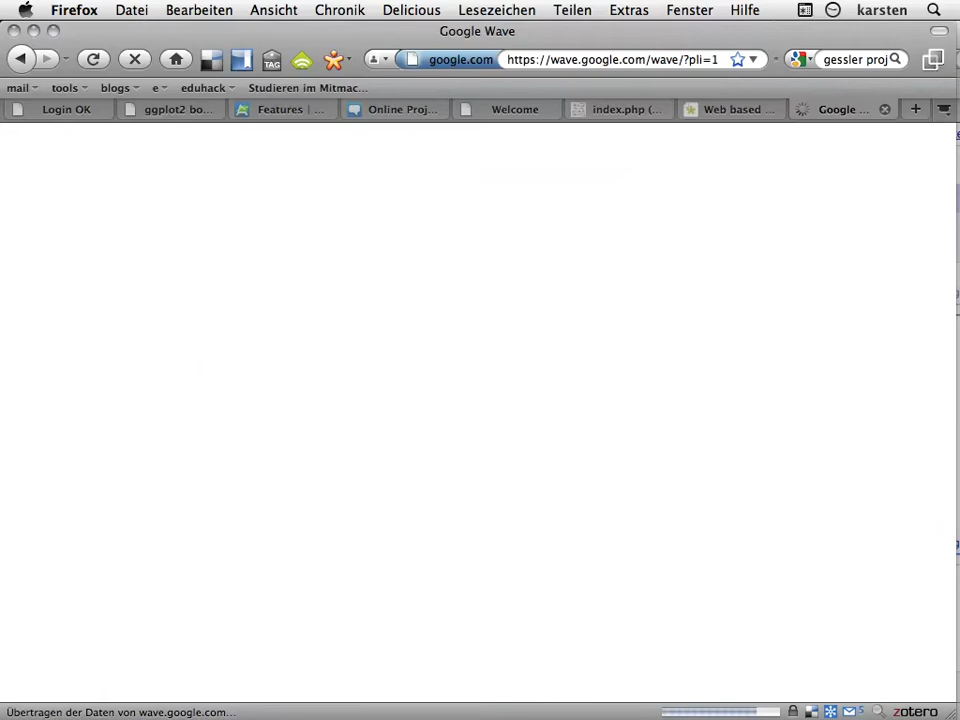 Firefox Datei Bearbeiten Ansicht Chronik Delicious Lesezeichen Teilen Extras Fenster Hilfe karsten
Google Wave
TAG google.com https://wave.google.com/wave/?pli=1 gessler proj
mail tools blogs e eduhack Studieren im Mitmac...
Login OK ggplot2 bo... Features | ... Online Proj... Welcome index.php (... Web based ... Google ...
Übertragen der Daten von wave.google.com... 5 zotero